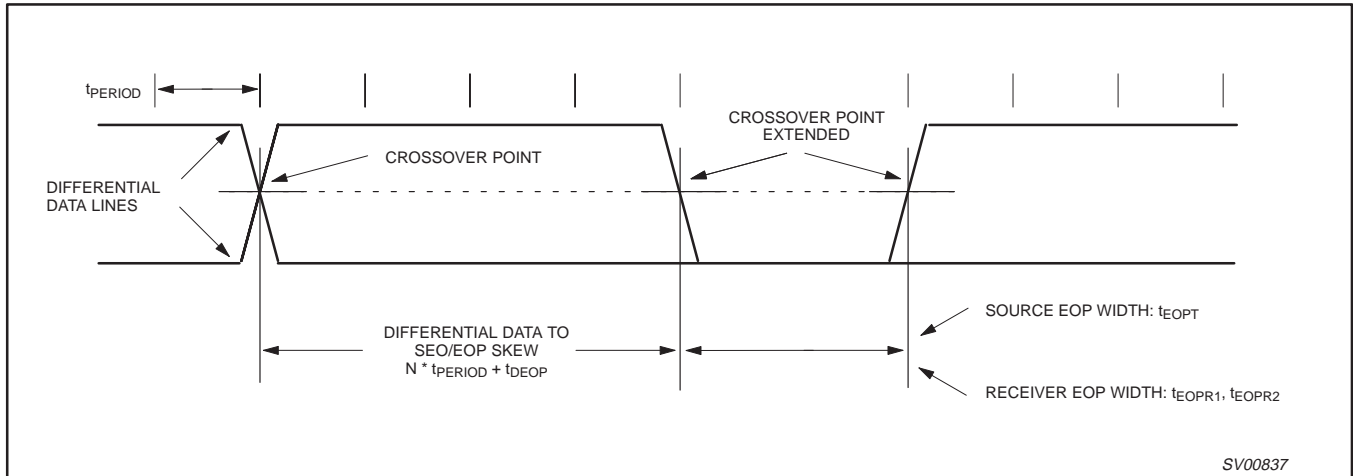 tPERIOD
CROSSOVER POINT
EXTENDED
CROSSOVER POINT
DIFFERENTIAL
DATA LINES
DIFFERENTIAL DATA TO
SEO/EOP SKEW
N * tPERIOD + tDEOP
SOURCE EOP WIDTH: tEOPT
RECEIVER EOP WIDTH: tEOPR1, tEOPR2
SV00837